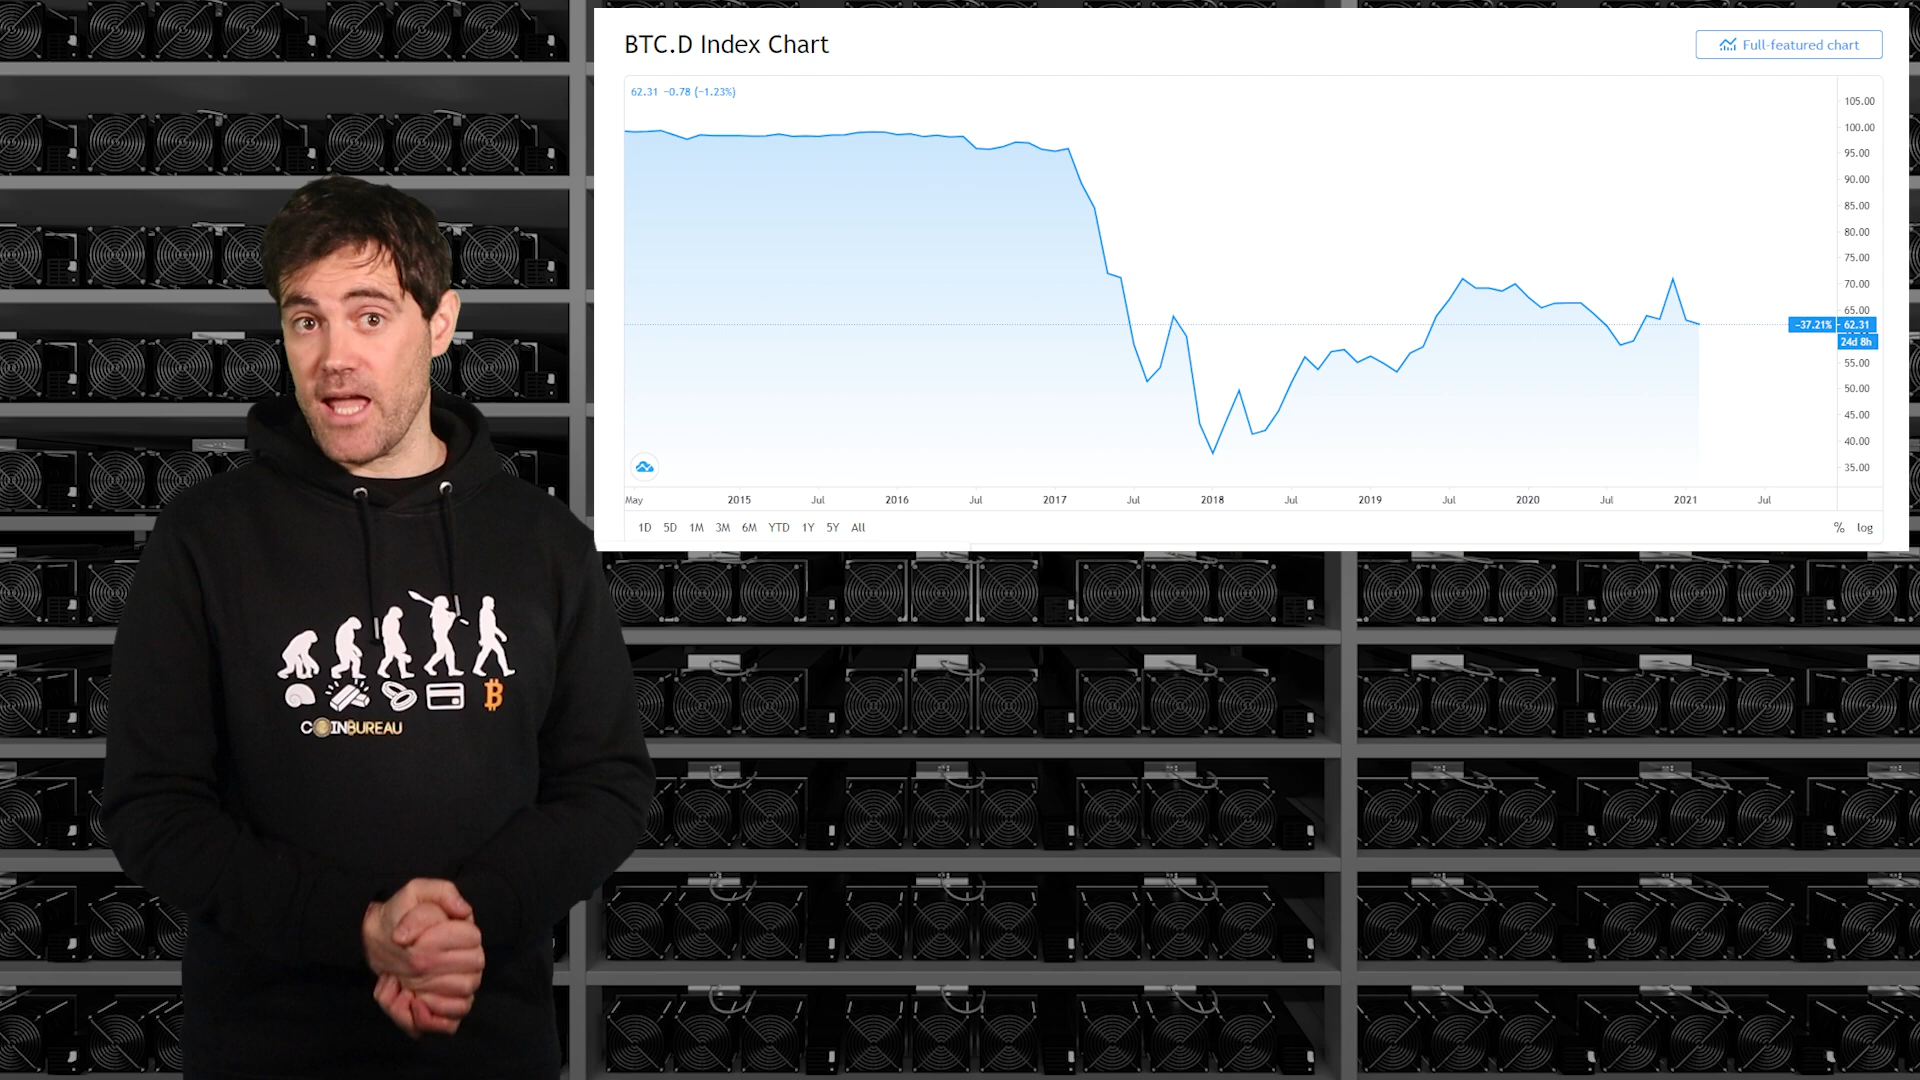 BTC.D Index Chart
Full-featured chart
62.31 −0.78 (−1.23%)
105.00
100.00
95.00
90.00
85.00
80.00
75.00
70.00
65.00
−37.21% 62.31
24d 8h
55.00
50.00
45.00
40.00
35.00
May 2015 Jul 2016 Jul 2017 Jul 2018 Jul 2019 Jul 2020 Jul 2021 Jul
1D 5D 1M 3M 6M YTD 1Y 5Y All
% log
COINBUREAU